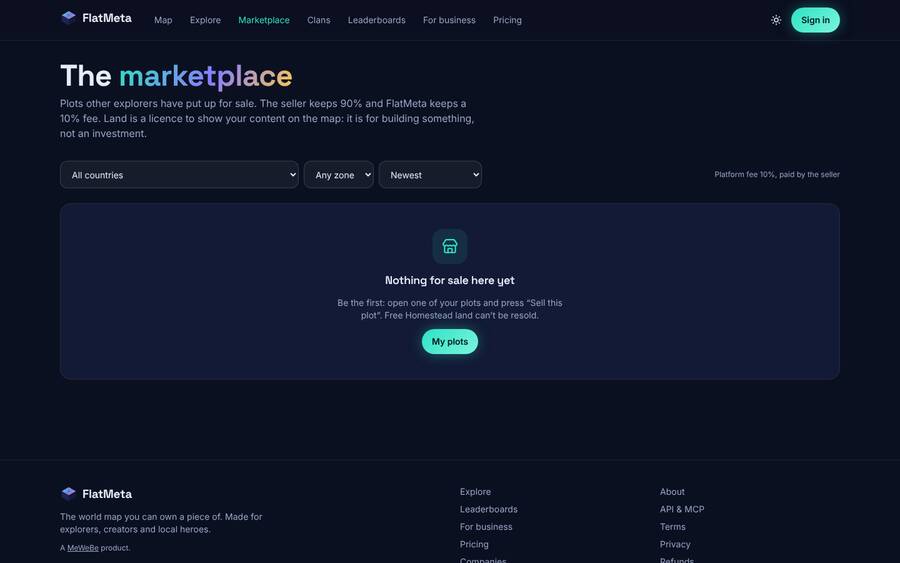 FlatMeta
Map
Explore
Marketplace
Clans
Leaderboards
For business
Pricing
Sign in
The marketplace
Plots other explorers have put up for sale. The seller keeps 90% and FlatMeta keeps a
10% fee. Land is a licence to show your content on the map: it is for building something,
not an investment.
All countries
Any zone
Newest
Platform fee 10%, paid by the seller
Nothing for sale here yet
Be the first: open one of your plots and press “Sell this
plot”. Free Homestead land can’t be resold.
My plots
FlatMeta
The world map you can own a piece of. Made for
explorers, creators and local heroes.
A MeWeBe product.
Explore
Leaderboards
For business
Pricing
Companies
About
API & MCP
Terms
Privacy
Refunds